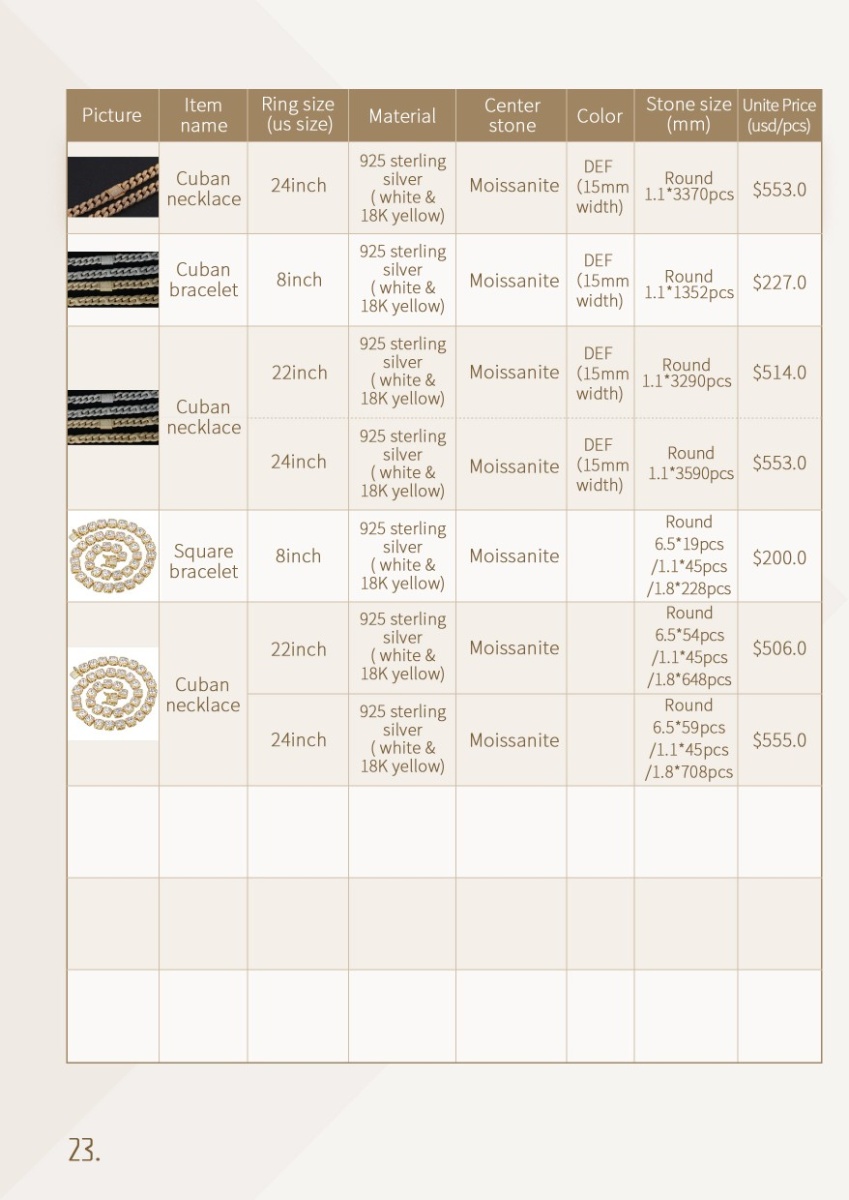 Picture
Item
name
Ring size
(us size)
Material
Center
stone
Color
Stone size
(mm)
Unite Price
(usd/pcs)
Cuban
necklace
24inch
925 sterling
silver
( white &
18K yellow)
Moissanite
DEF
(15mm
width)
Round
1.1*3370pcs
$553.0
Cuban
bracelet
8inch
925 sterling
silver
( white &
18K yellow)
Moissanite
DEF
(15mm
width)
Round
1.1*1352pcs
$227.0
Cuban
necklace
22inch
925 sterling
silver
( white &
18K yellow)
Moissanite
DEF
(15mm
width)
Round
1.1*3290pcs
$514.0
24inch
925 sterling
silver
( white &
18K yellow)
Moissanite
DEF
(15mm
width)
Round
1.1*3590pcs
$553.0
Square
bracelet
8inch
925 sterling
silver
( white &
18K yellow)
Moissanite
Round
6.5*19pcs
/1.1*45pcs
/1.8*228pcs
$200.0
Cuban
necklace
22inch
925 sterling
silver
( white &
18K yellow)
Moissanite
Round
6.5*54pcs
/1.1*45pcs
/1.8*648pcs
$506.0
24inch
925 sterling
silver
( white &
18K yellow)
Moissanite
Round
6.5*59pcs
/1.1*45pcs
/1.8*708pcs
$555.0
23.